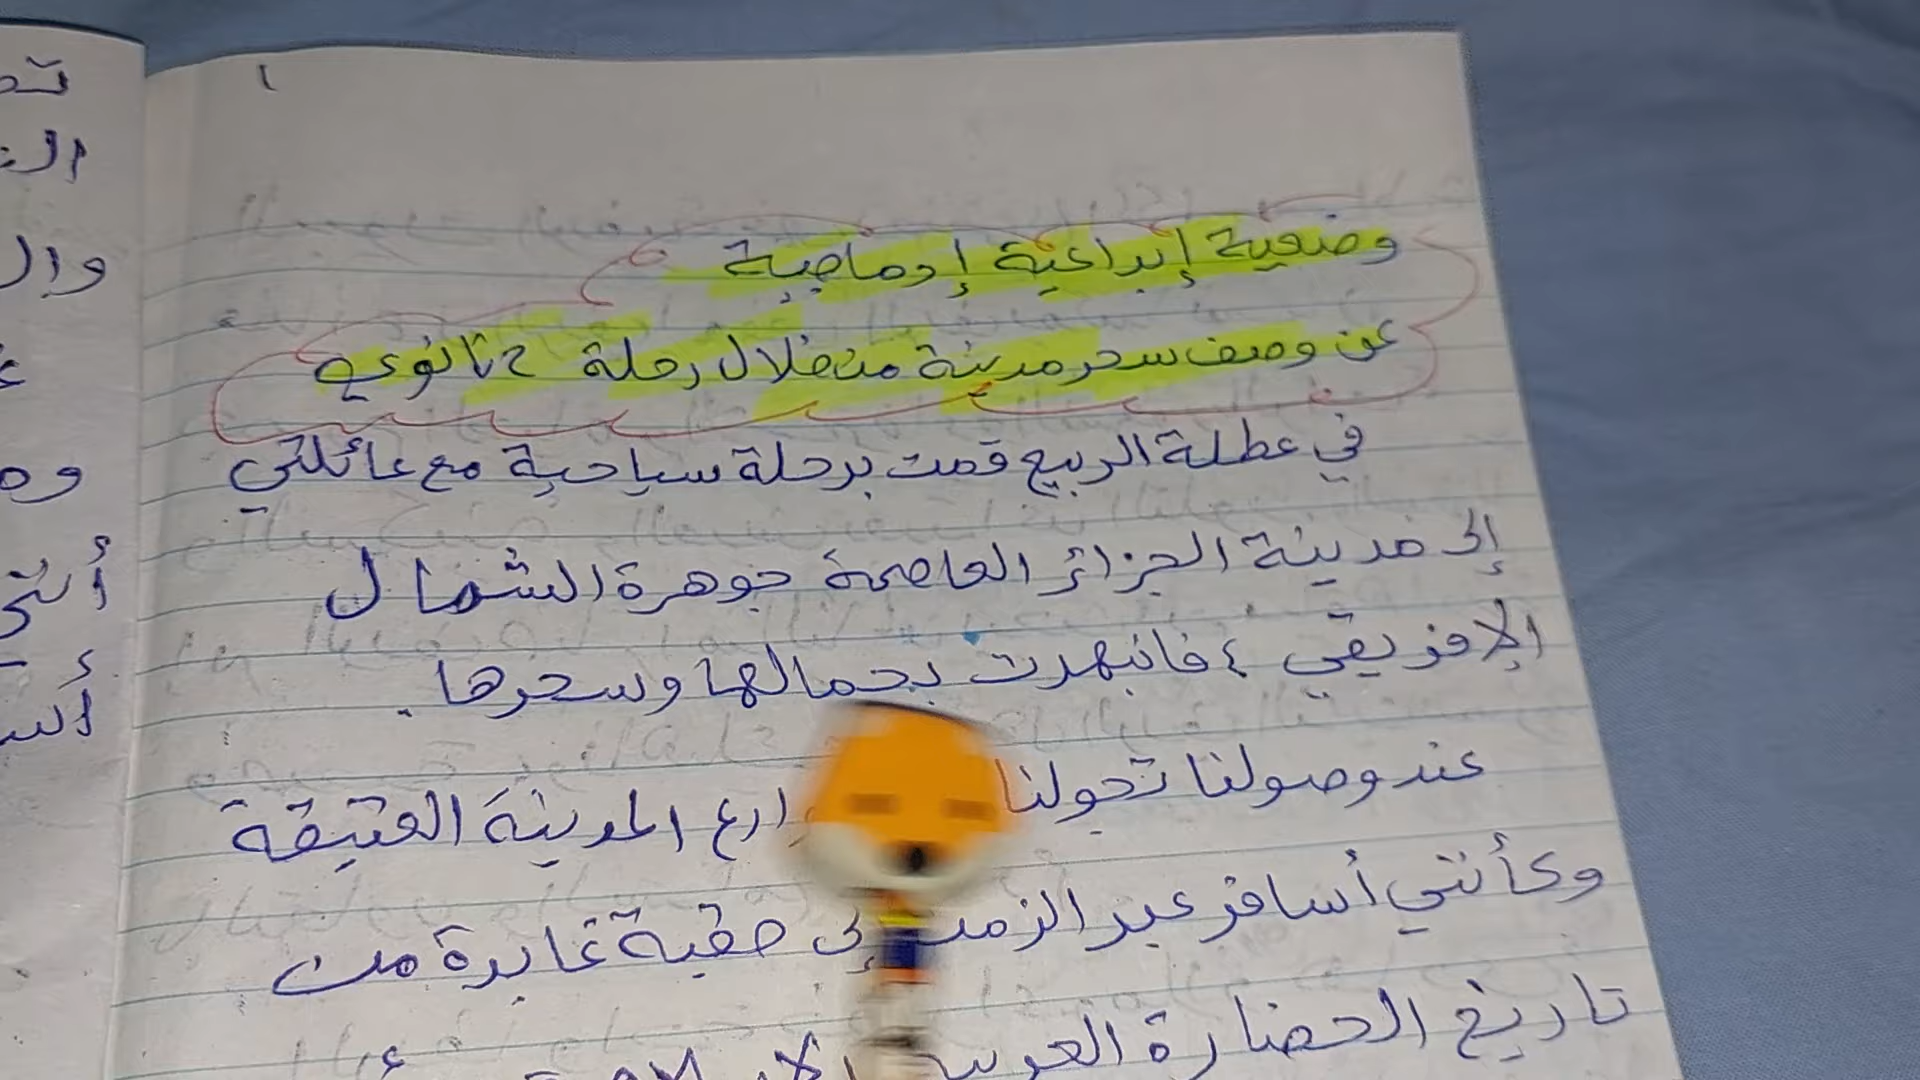 وضعية إبداعية إدماجية
عن وصف سحر مدينة من خلال رحلة 2 ثانوي
في عطلة الربيع قمت برحلة سياحية مع عائلتي
إلى مدينة الجزائر العاصمة جوهرة الشمال
الإفريقي، فانبهرت بجمالها وسحرها.
عند وصولنا تجولنا المدينة العتيقة
وكأنني أسافر عبر الزمن إلى حقبة غابرة من
تاريخ الحضارة